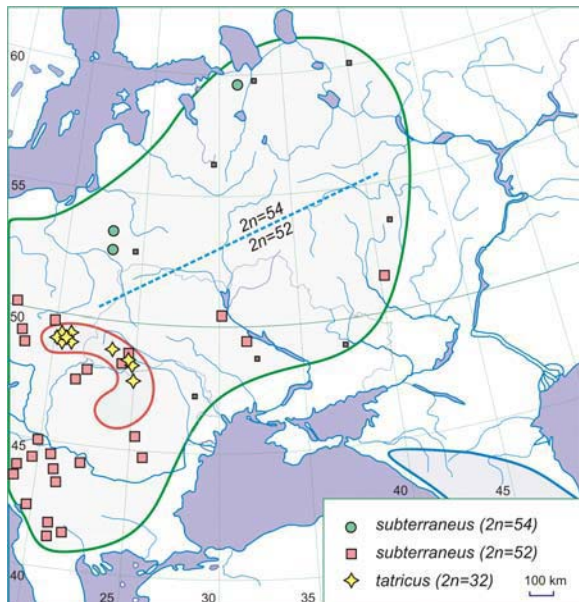 60
55
50
45
40
2n=54
2n=52
25
30
35
40
45
subterraneus (2n=54)
subterraneus (2n=52)
tatricus (2n=32)
100 km